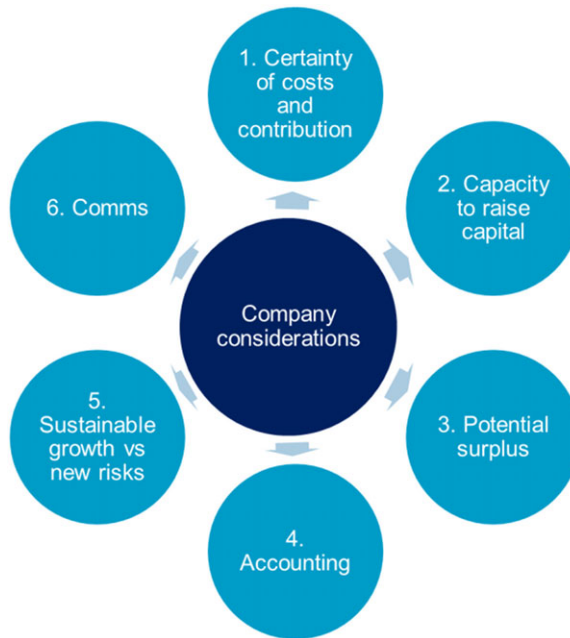 1. Certainty
of costs
and
contribution
2. Capacity
to raise
capital
3. Potential
surplus
4.
Accounting
5.
Sustainable
growth vs
new risks
6. Comms
Company
considerations